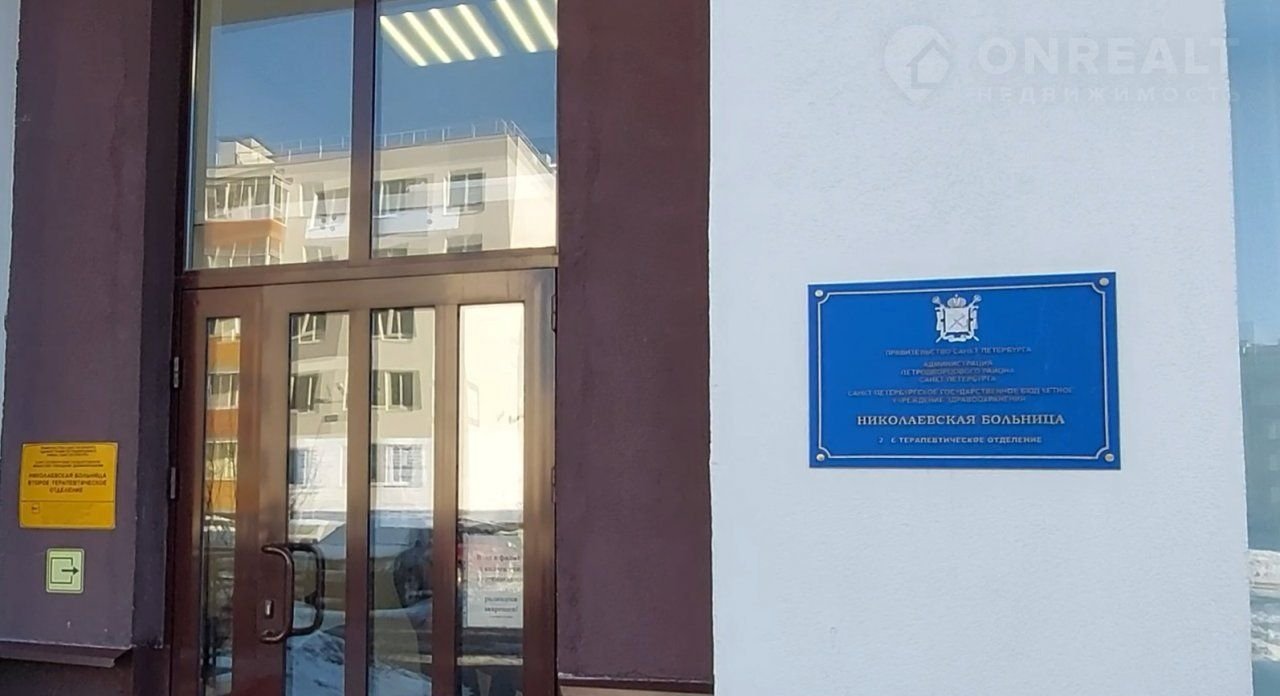 ONREALT
НЕДВИЖИМОСТЬ
ПРАВИТЕЛЬСТВО САНКТ ПЕТЕРБУРГА
АДМИНИСТРАЦИЯ
ПЕТРОДВОРЦОВОГО РАЙОНА
САНКТ-ПЕТЕРБУРГА
САНКТ-ПЕТЕРБУРГСКОЕ ГОСУДАРСТВЕННОЕ БЮДЖЕТНОЕ
УЧРЕЖДЕНИЕ ЗДРАВООХРАНЕНИЯ
НИКОЛАЕВСКАЯ БОЛЬНИЦА
2 Е ТЕРАПЕВТИЧЕСКОЕ ОТДЕЛЕНИЕ
НИКОЛАЕВСКАЯ БОЛЬНИЦА
ВТОРОЕ ТЕРАПЕВТИЧЕСКОЕ
ОТДЕЛЕНИЕ